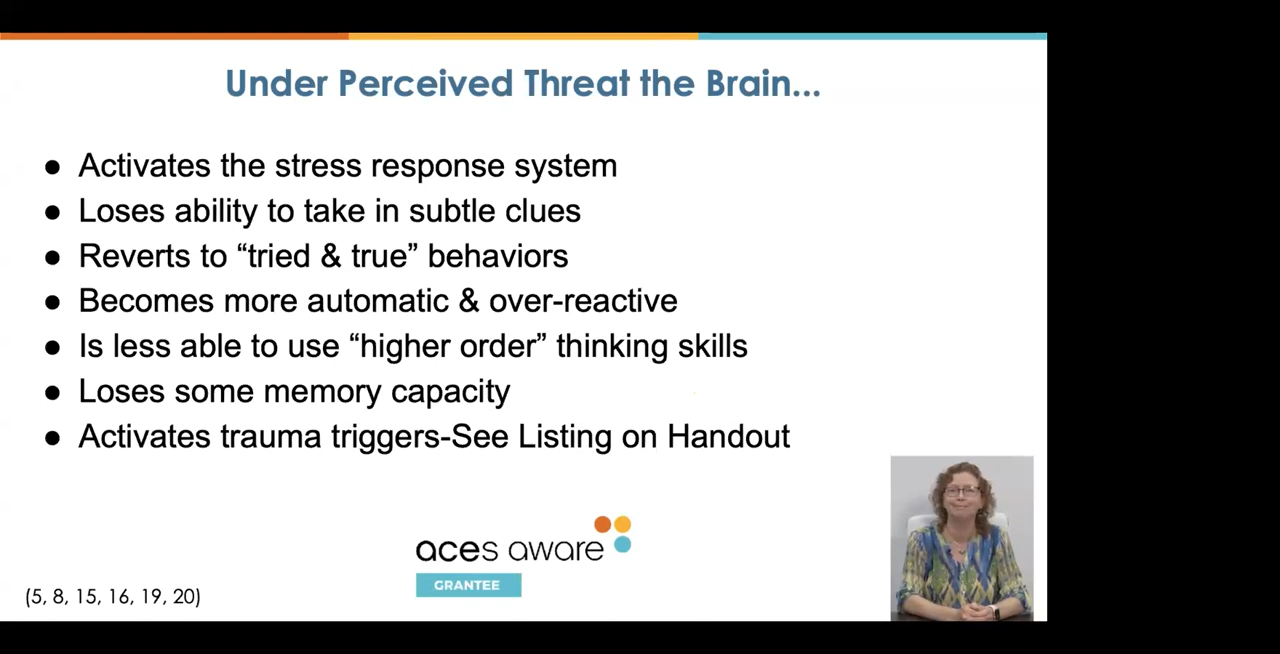 Under Perceived Threat the Brain...
● Activates the stress response system
● Loses ability to take in subtle clues
● Reverts to “tried & true” behaviors
● Becomes more automatic & over-reactive
● Is less able to use “higher order” thinking skills
● Loses some memory capacity
● Activates trauma triggers-See Listing on Handout
aces aware
GRANTEE
(5, 8, 15, 16, 19, 20)